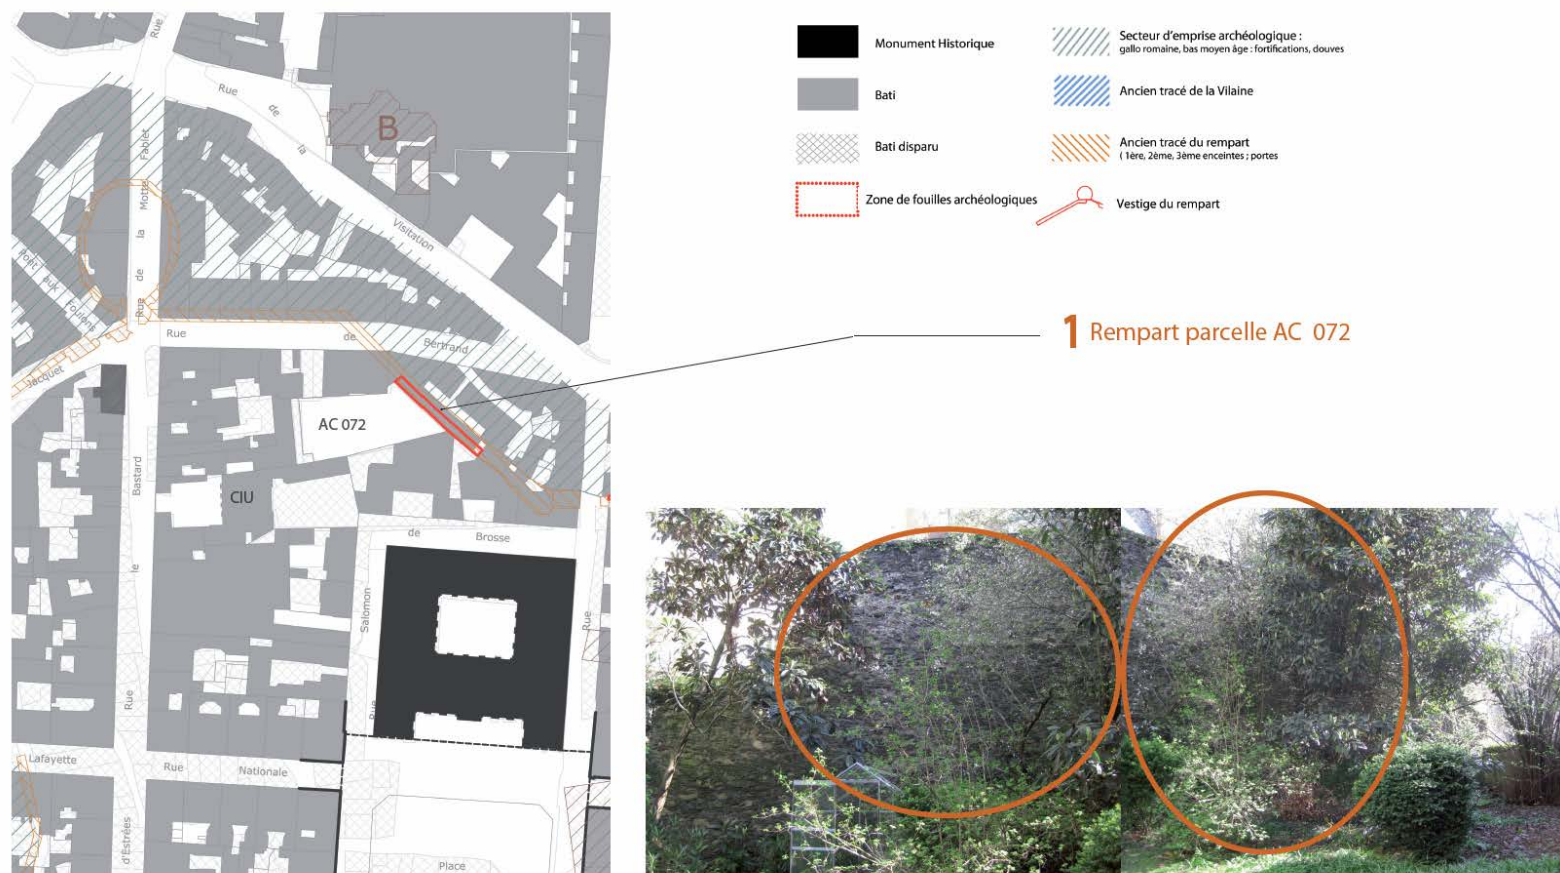 Monument Historique
Bati
Bati disparu
Zone de fouilles archéologiques
Secteur d'emprise archéologique :
gallo romaine, bas moyen âge : fortifications, douves
Ancien tracé de la Vilaine
Ancien tracé du rempart
( 1ère, 2ème, 3ème enceintes ; portes
Vestige du rempart
1 Rempart parcelle AC 072
Rue
Rue de la Visitation
B
Rue de la Motte Fablet
Pont aux Foulons
Rue de Bertrand
Jacquet
AC 072
CIU
Rue le Bastard
de Brosse
Rue Salomon
Rue
Lafayette
Rue Nationale
d'Estrées
Place